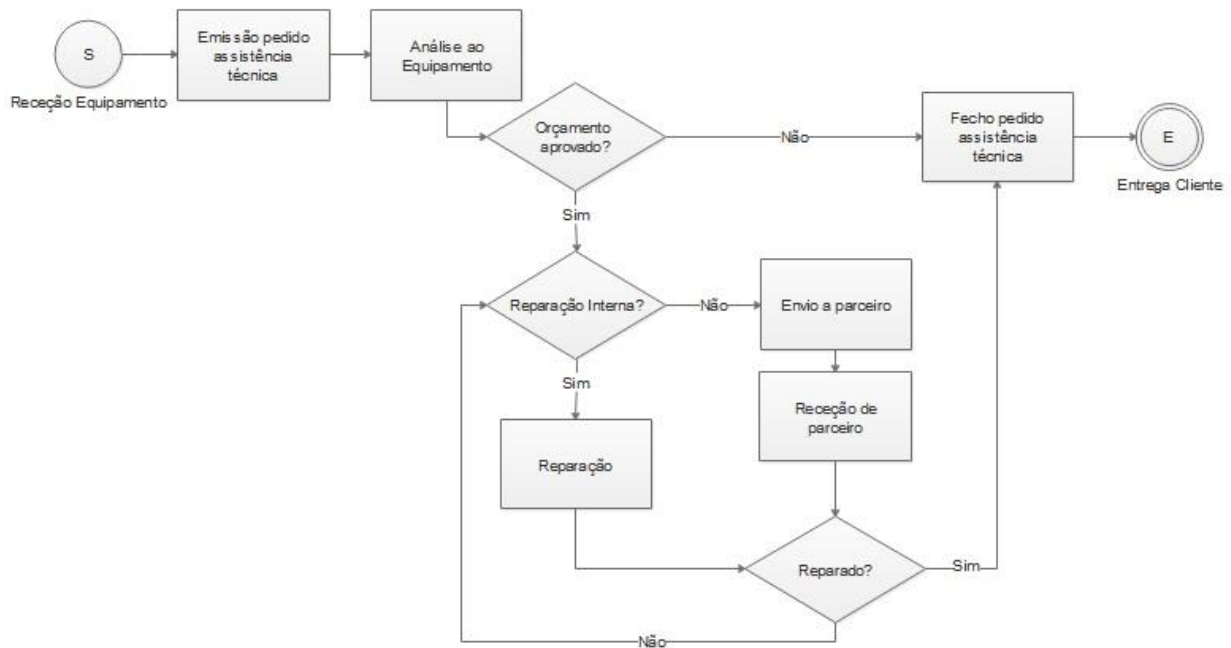 S
Receção Equipamento
Emissão pedido
assistência
técnica
Análise ao
Equipamento
Orçamento
aprovado?
Não
Fecho pedido
assistência
técnica
E
Entrega Cliente
Sim
Reparação Interna?
Não
Envio a parceiro
Sim
Receção de
parceiro
Reparação
Reparado?
Sim
Não